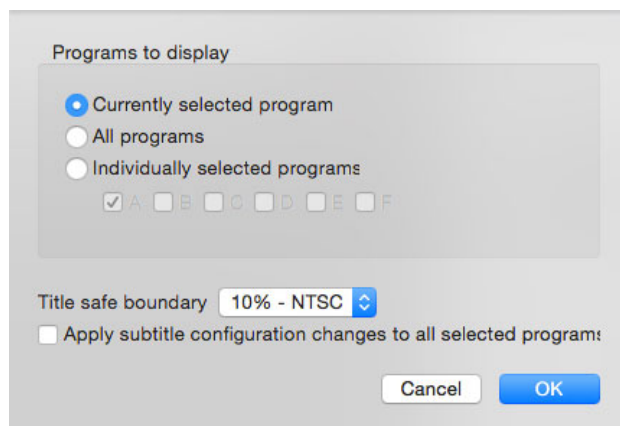 Programs to display
Currently selected program
All programs
Individually selected programs
A B C D E F
Title safe boundary 10% - NTSC
Apply subtitle configuration changes to all selected programs
Cancel OK